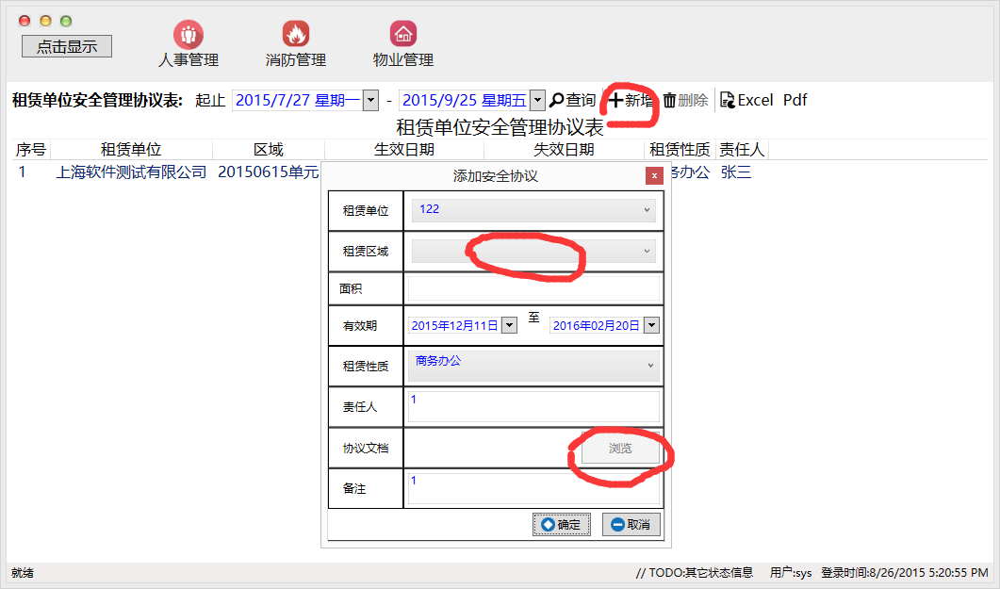 点击显示
人事管理 消防管理 物业管理
租赁单位安全管理协议表: 起止 2015/7/27 星期一 - 2015/9/25 星期五 查询 新增 删除 Excel Pdf
租赁单位安全管理协议表
序号 租赁单位 区域 生效日期 失效日期 租赁性质 责任人
1 上海软件测试有限公司 20150615单元 务办公 张三
添加安全协议 x
租赁单位 122
租赁区域
面积
有效期 2015年12月11日 至 2016年02月20日
租赁性质 商务办公
责任人 1
协议文档 浏览
备注 1
确定 取消
就绪 // TODO:其它状态信息 用户:sys 登录时间:8/26/2015 5:20:55 PM